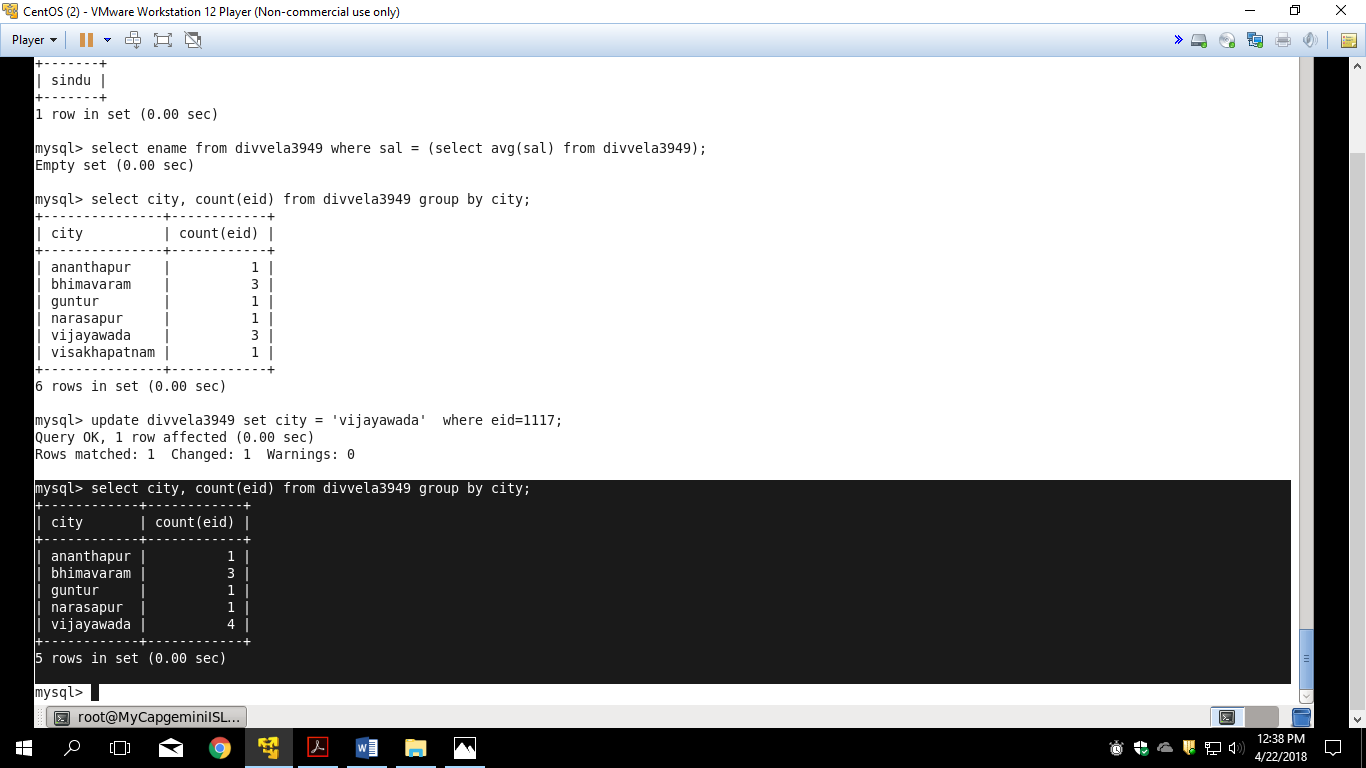 CentOS (2) - VMware Workstation 12 Player (Non-commercial use only)
Player
+-------+
| sindu |
+-------+
1 row in set (0.00 sec)
mysql> select ename from divvela3949 where sal = (select avg(sal) from divvela3949);
Empty set (0.00 sec)
mysql> select city, count(eid) from divvela3949 group by city;
+---------------+------------+
| city          | count(eid) |
+---------------+------------+
| ananthapur    |          1 |
| bhimavaram    |          3 |
| guntur        |          1 |
| narasapur     |          1 |
| vijayawada    |          3 |
| visakhapatnam |          1 |
+---------------+------------+
6 rows in set (0.00 sec)
mysql> update divvela3949 set city = 'vijayawada'  where eid=1117;
Query OK, 1 row affected (0.00 sec)
Rows matched: 1  Changed: 1  Warnings: 0
mysql> select city, count(eid) from divvela3949 group by city;
+------------+------------+
| city       | count(eid) |
+------------+------------+
| ananthapur |          1 |
| bhimavaram |          3 |
| guntur     |          1 |
| narasapur  |          1 |
| vijayawada |          4 |
+------------+------------+
5 rows in set (0.00 sec)
mysql>
root@MyCapgeminiISL...
12:38 PM
4/22/2018